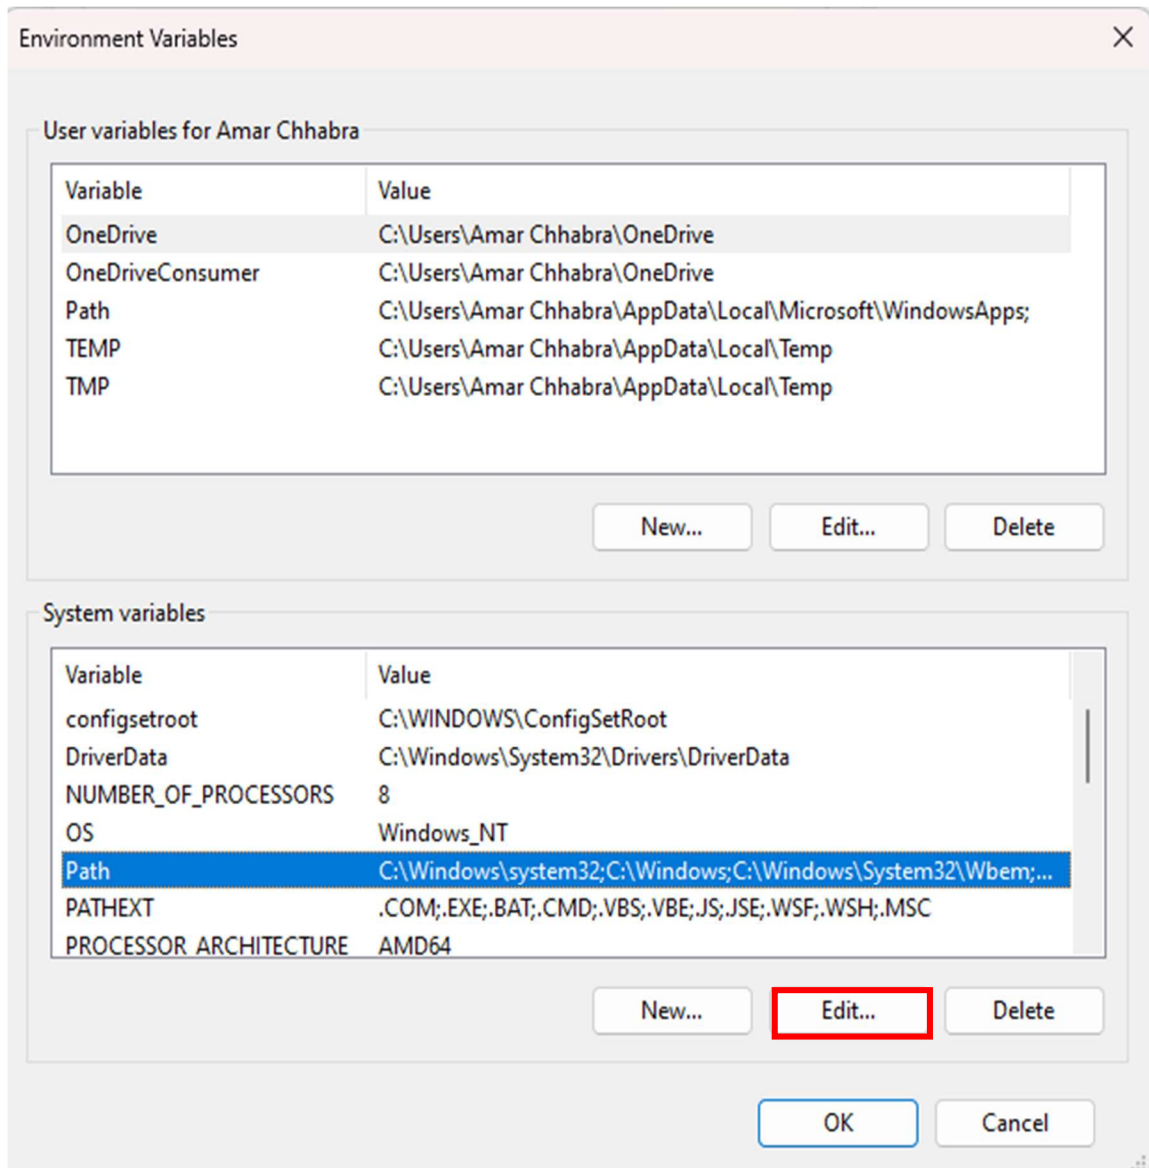 Environment Variables
User variables for Amar Chhabra
Variable Value
OneDrive C:\Users\Amar Chhabra\OneDrive
OneDriveConsumer C:\Users\Amar Chhabra\OneDrive
Path C:\Users\Amar Chhabra\AppData\Local\Microsoft\WindowsApps;
TEMP C:\Users\Amar Chhabra\AppData\Local\Temp
TMP C:\Users\Amar Chhabra\AppData\Local\Temp
New... Edit... Delete
System variables
Variable Value
configsetroot C:\WINDOWS\ConfigSetRoot
DriverData C:\Windows\System32\Drivers\DriverData
NUMBER_OF_PROCESSORS 8
OS Windows_NT
Path C:\Windows\system32;C:\Windows;C:\Windows\System32\Wbem;...
PATHEXT .COM;.EXE;.BAT;.CMD;.VBS;.VBE;.JS;.JSE;.WSF;.WSH;.MSC
PROCESSOR_ARCHITECTURE AMD64
New... Edit... Delete
OK Cancel